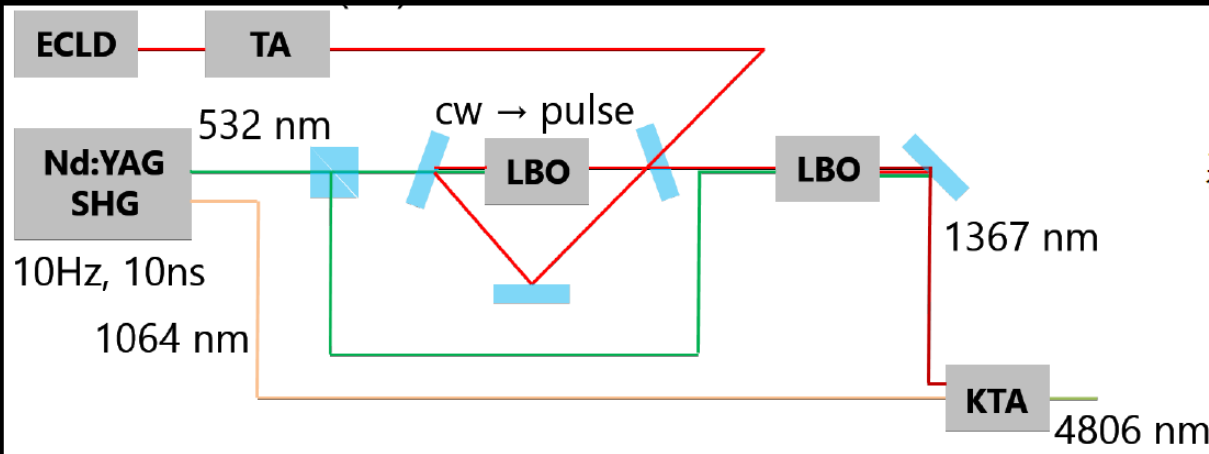 ECLD
TA
532 nm
cw → pulse
Nd:YAG
SHG
LBO
LBO
10Hz, 10ns
1367 nm
1064 nm
KTA
4806 nm